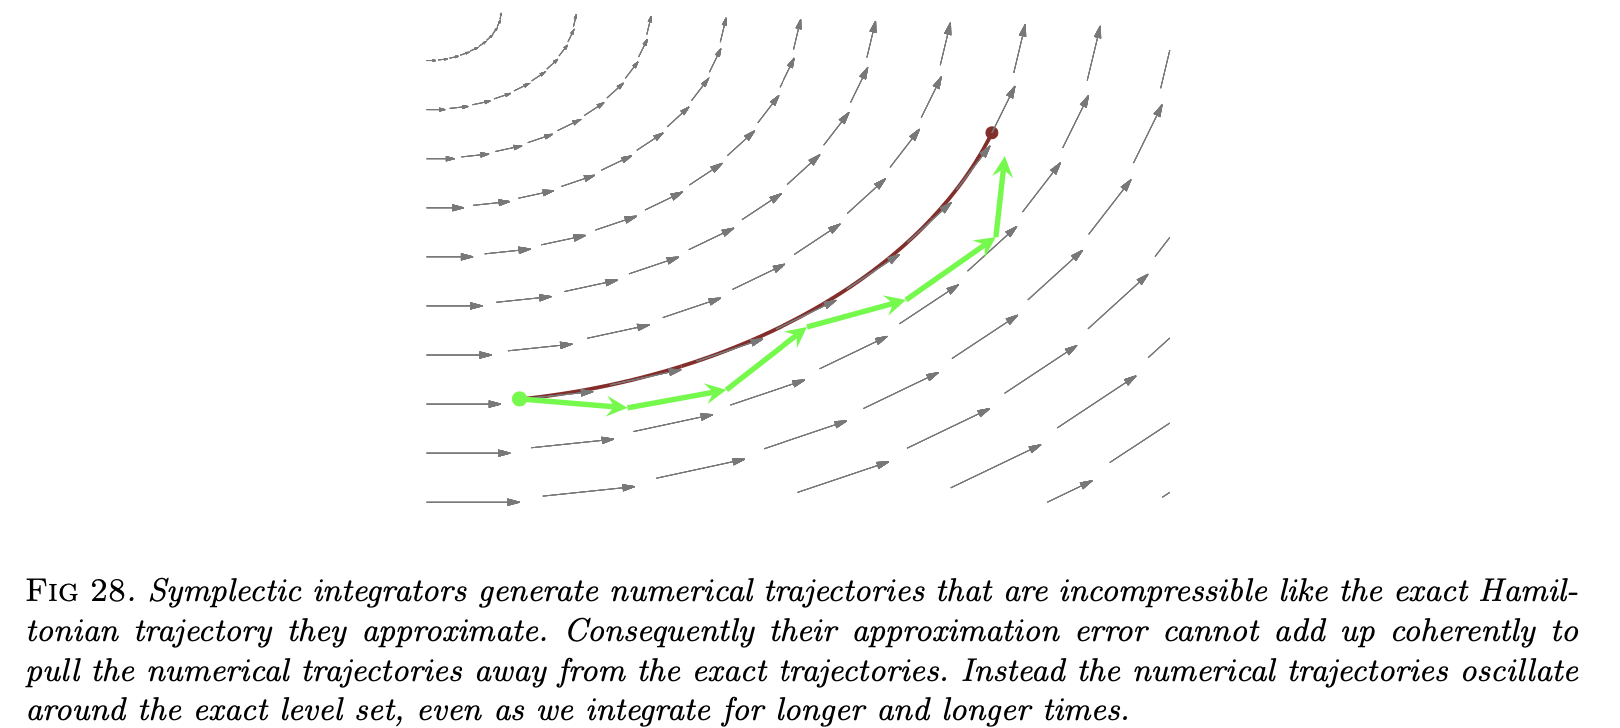 FIG 28. Symplectic integrators generate numerical trajectories that are incompressible like the exact Hamil-
tonian trajectory they approximate. Consequently their approximation error cannot add up coherently to
pull the numerical trajectories away from the exact trajectories. Instead the numerical trajectories oscillate
around the exact level set, even as we integrate for longer and longer times.